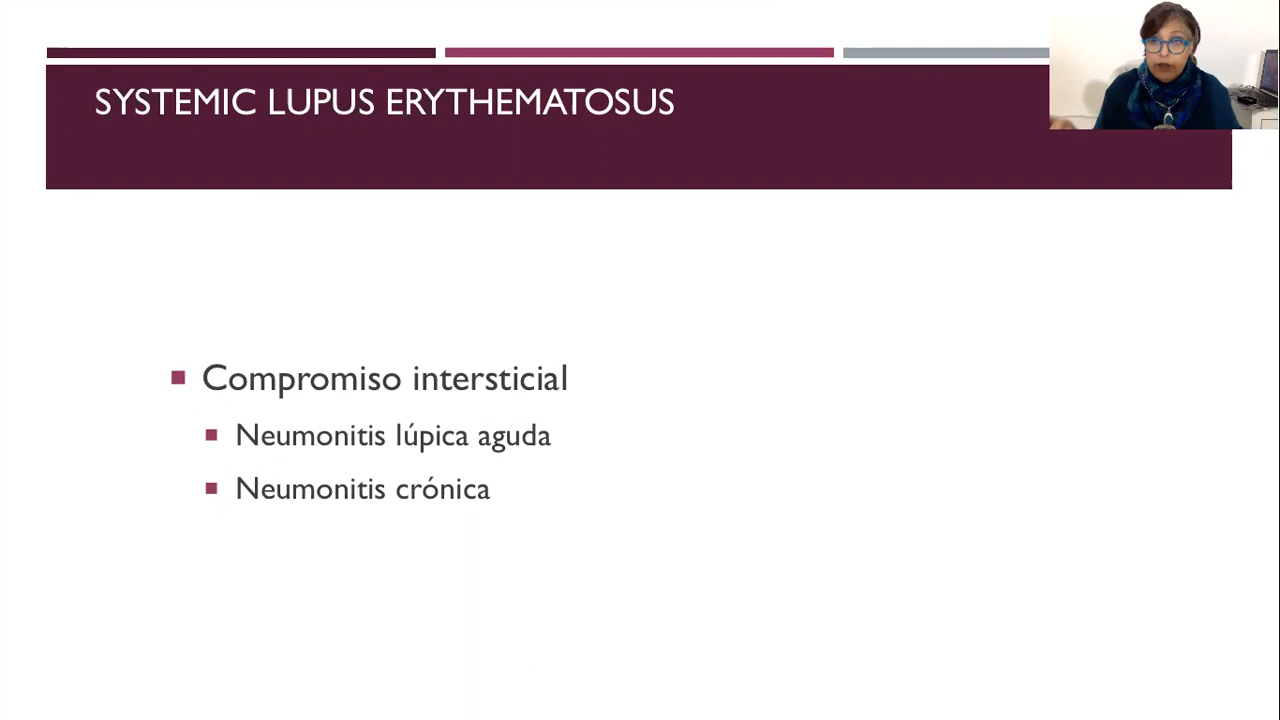 SYSTEMIC LUPUS ERYTHEMATOSUS
Compromiso intersticial
Neumonitis lúpica aguda
Neumonitis crónica